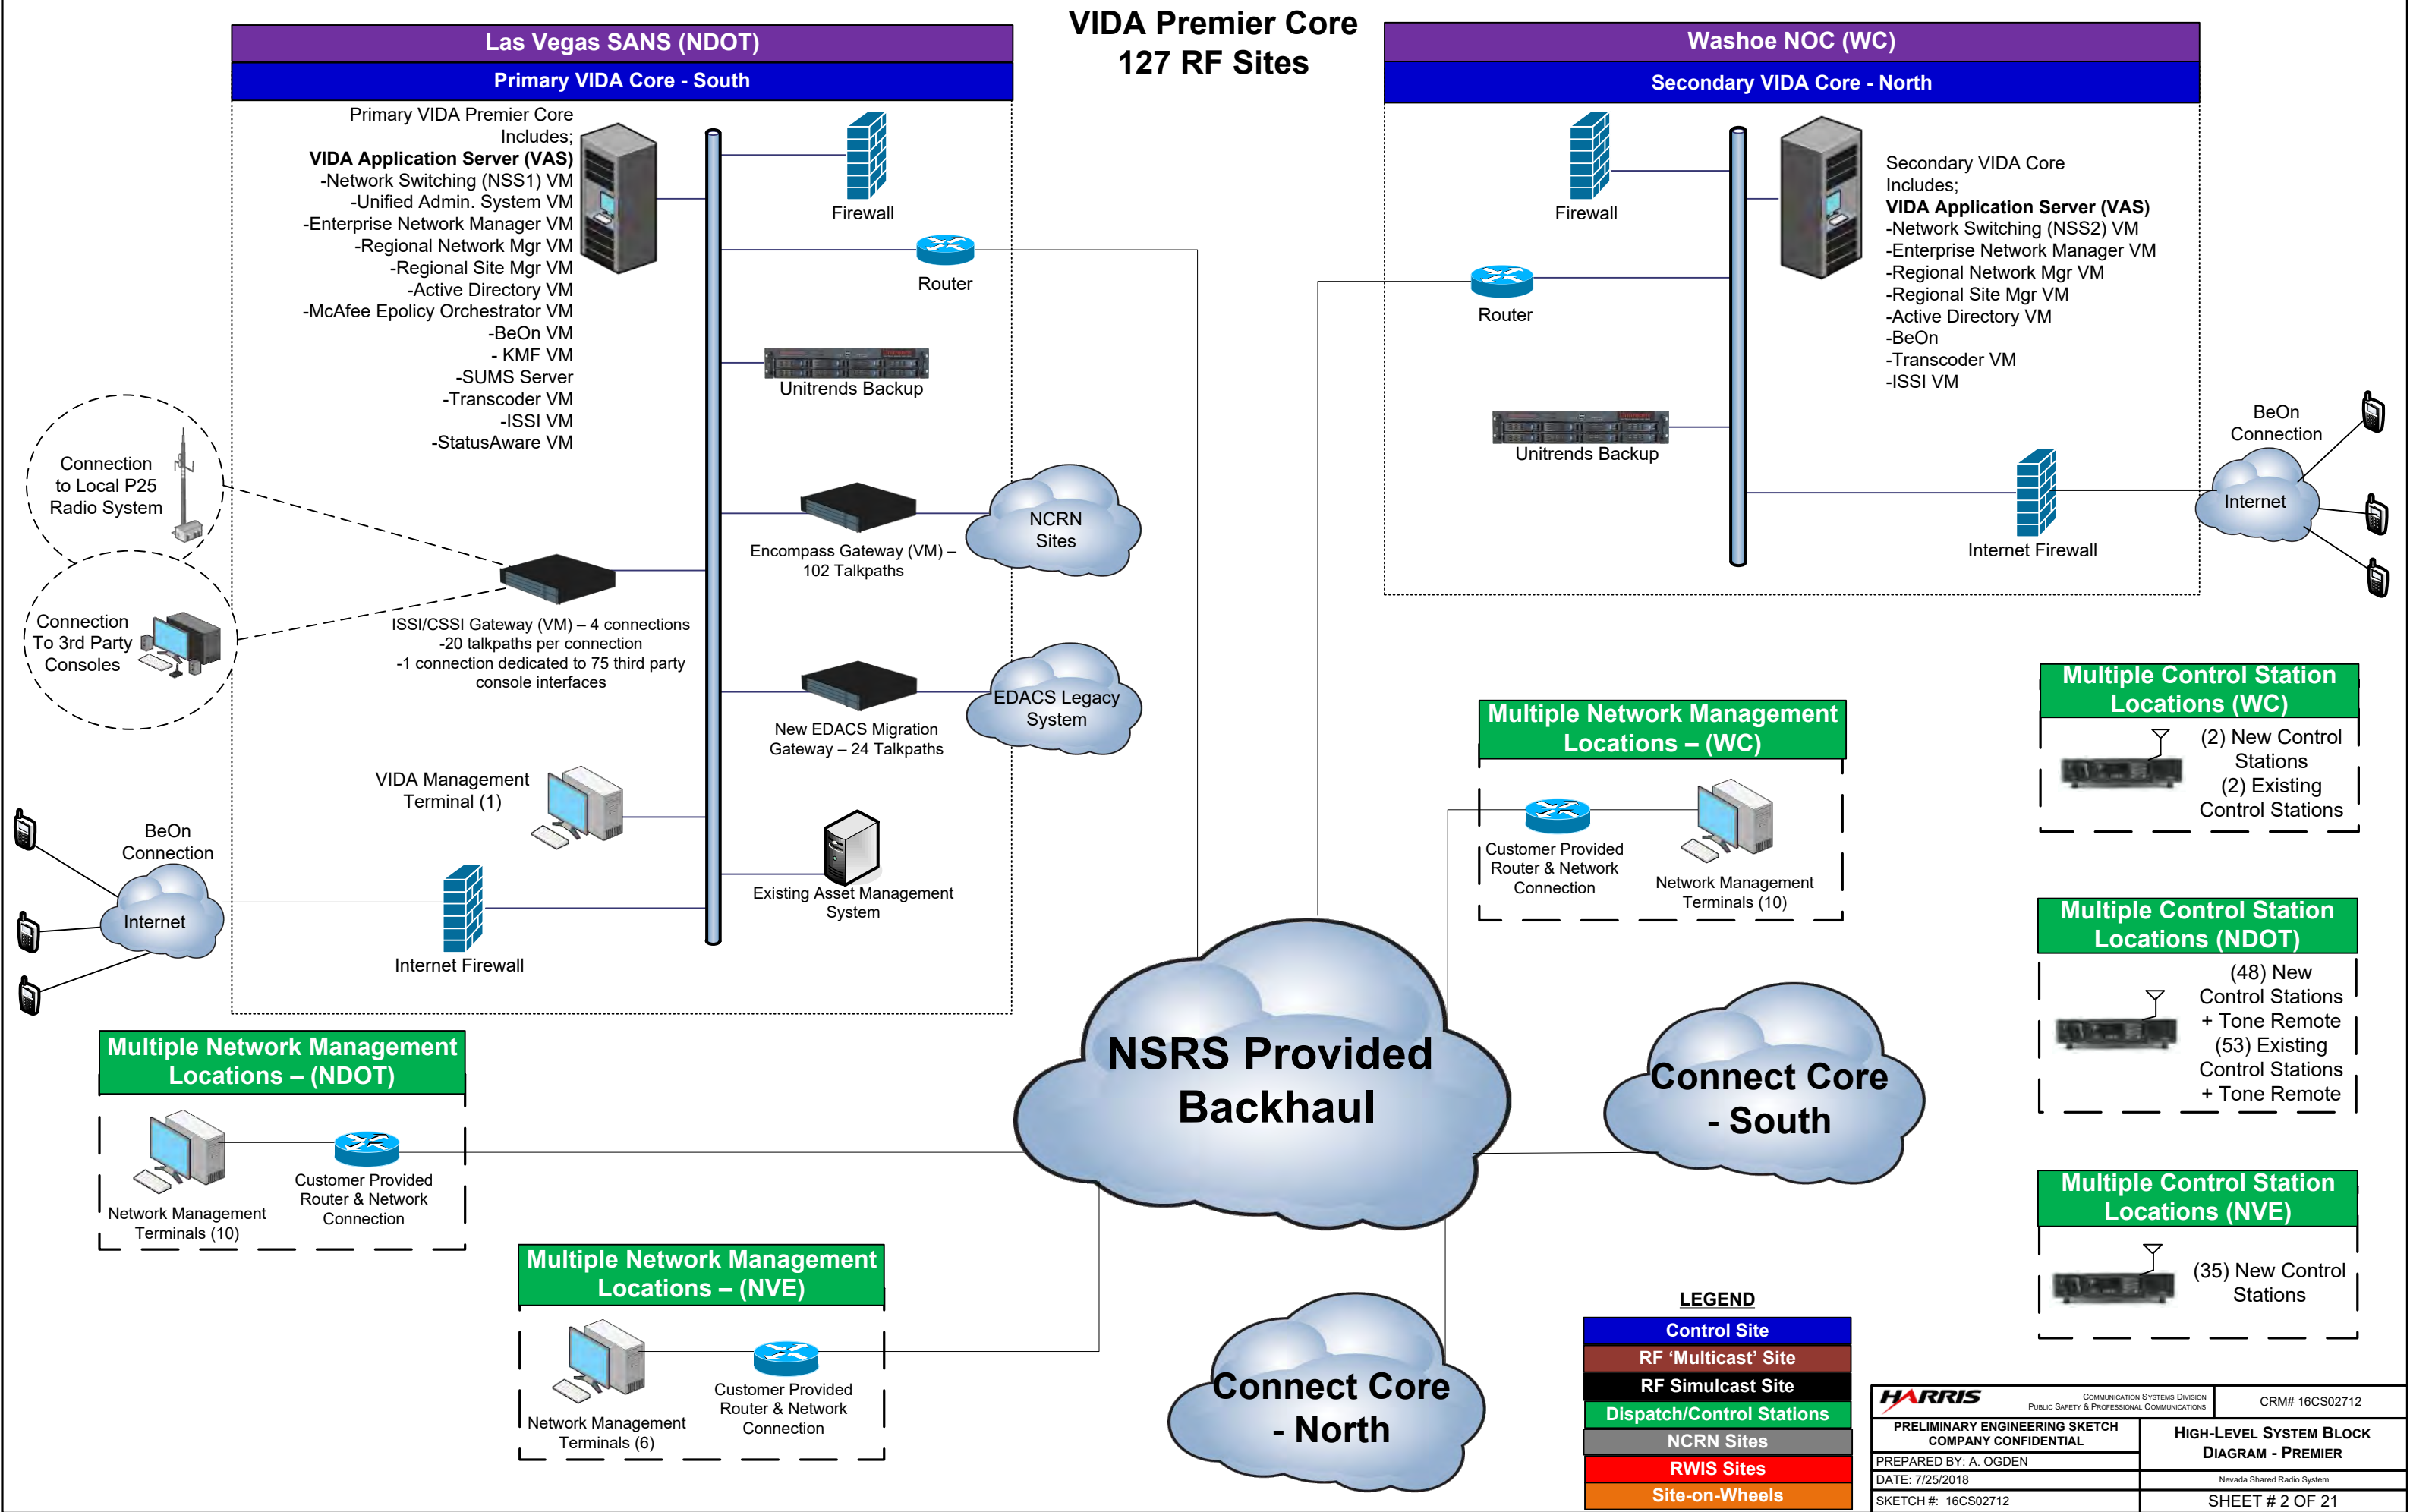 VIDA Premier Core
127 RF Sites
Las Vegas SANS (NDOT)
Primary VIDA Core - South
Primary VIDA Premier Core
Includes;
VIDA Application Server (VAS)
-Network Switching (NSS1) VM
-Unified Admin. System VM
-Enterprise Network Manager VM
-Regional Network Mgr VM
-Regional Site Mgr VM
-Active Directory VM
-McAfee Epolicy Orchestrator VM
-BeOn VM
- KMF VM
-SUMS Server
-Transcoder VM
-ISSI VM
-StatusAware VM
Firewall
Router
Unitrends Backup
Connection
to Local P25
Radio System
Connection
To 3rd Party
Consoles
ISSI/CSSI Gateway (VM) – 4 connections
-20 talkpaths per connection
-1 connection dedicated to 75 third party
console interfaces
Encompass Gateway (VM) –
102 Talkpaths
NCRN
Sites
New EDACS Migration
Gateway – 24 Talkpaths
EDACS Legacy
System
VIDA Management
Terminal (1)
Existing Asset Management
System
BeOn
Connection
Internet
Internet Firewall
Washoe NOC (WC)
Secondary VIDA Core - North
Firewall
Router
Secondary VIDA Core
Includes;
VIDA Application Server (VAS)
-Network Switching (NSS2) VM
-Enterprise Network Manager VM
-Regional Network Mgr VM
-Regional Site Mgr VM
-Active Directory VM
-BeOn
-Transcoder VM
-ISSI VM
Unitrends Backup
Internet Firewall
BeOn
Connection
Internet
Multiple Network Management
Locations – (WC)
Customer Provided
Router & Network
Connection
Network Management
Terminals (10)
Multiple Control Station
Locations (WC)
(2) New Control
Stations
(2) Existing
Control Stations
Multiple Control Station
Locations (NDOT)
(48) New
Control Stations
+ Tone Remote
(53) Existing
Control Stations
+ Tone Remote
Multiple Control Station
Locations (NVE)
(35) New Control
Stations
NSRS Provided
Backhaul
Connect Core
- South
Connect Core
- North
Multiple Network Management
Locations – (NDOT)
Network Management
Terminals (10)
Customer Provided
Router & Network
Connection
Multiple Network Management
Locations – (NVE)
Network Management
Terminals (6)
Customer Provided
Router & Network
Connection
LEGEND
Control Site
RF ‘Multicast’ Site
RF Simulcast Site
Dispatch/Control Stations
NCRN Sites
RWIS Sites
Site-on-Wheels
HARRIS
COMMUNICATION SYSTEMS DIVISION
PUBLIC SAFETY & PROFESSIONAL COMMUNICATIONS
CRM# 16CS02712
PRELIMINARY ENGINEERING SKETCH
COMPANY CONFIDENTIAL
HIGH-LEVEL SYSTEM BLOCK
DIAGRAM - PREMIER
PREPARED BY: A. OGDEN
DATE: 7/25/2018
Nevada Shared Radio System
SKETCH #: 16CS02712
SHEET # 2 OF 21